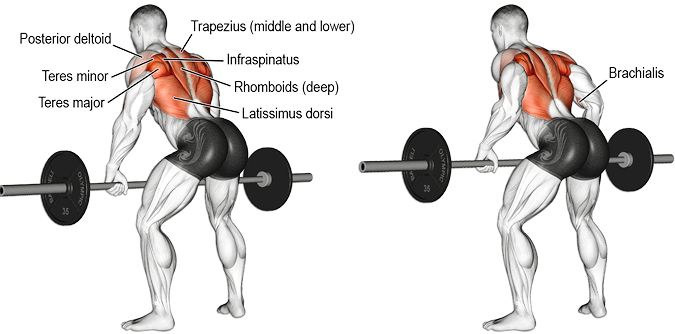 Trapezius (middle and lower)
Posterior deltoid
Infraspinatus
Teres minor
Rhomboids (deep)
Brachialis
Teres major
Latissimus dorsi
OLYMPIC
35
OLYMPIC
35